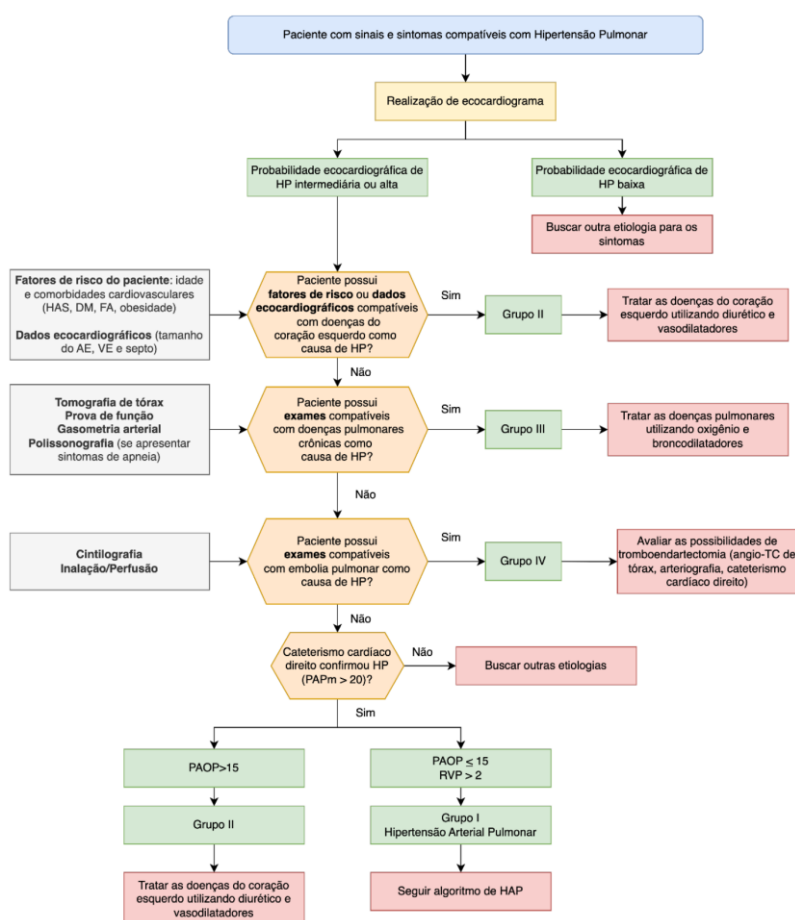 Paciente com sinais e sintomas compatíveis com Hipertensão Pulmonar
Realização de ecocardiograma
Probabilidade ecocardiográfica de
HP intermediária ou alta
Probabilidade ecocardiográfica de
HP baixa
Buscar outra etiologia para os
sintomas
Fatores de risco do paciente: idade
e comorbidades cardiovasculares
(HAS, DM, FA, obesidade)
Dados ecocardiográficos (tamanho
do AE, VE e septo)
Paciente possui
fatores de risco ou dados
ecocardiográficos compatíveis
com doenças do
coração esquerdo como
causa de HP?
Sim
Grupo II
Tratar as doenças do coração
esquerdo utilizando diurético e
vasodilatadores
Não
Tomografia de tórax
Prova de função
Gasometria arterial
Polissonografia (se apresentar
sintomas de apneia)
Paciente possui
exames compatíveis
com doenças pulmonares
crônicas como
causa de HP?
Sim
Grupo III
Tratar as doenças pulmonares
utilizando oxigênio e
broncodilatadores
Não
Cintilografia
Inalação/Perfusão
Paciente possui
exames compatíveis
com embolia pulmonar como
causa de HP?
Sim
Grupo IV
Avaliar as possibilidades de
tromboendartectomia (angio-TC de
tórax, arteriografia, cateterismo
cardíaco direito)
Não
Cateterismo cardíaco
direito confirmou HP
(PAPm > 20)?
Não
Buscar outras etiologias
Sim
PAOP>15
PAOP ≤ 15
RVP > 2
Grupo II
Grupo I
Hipertensão Arterial Pulmonar
Tratar as doenças do coração
esquerdo utilizando diurético e
vasodilatadores
Seguir algoritmo de HAP